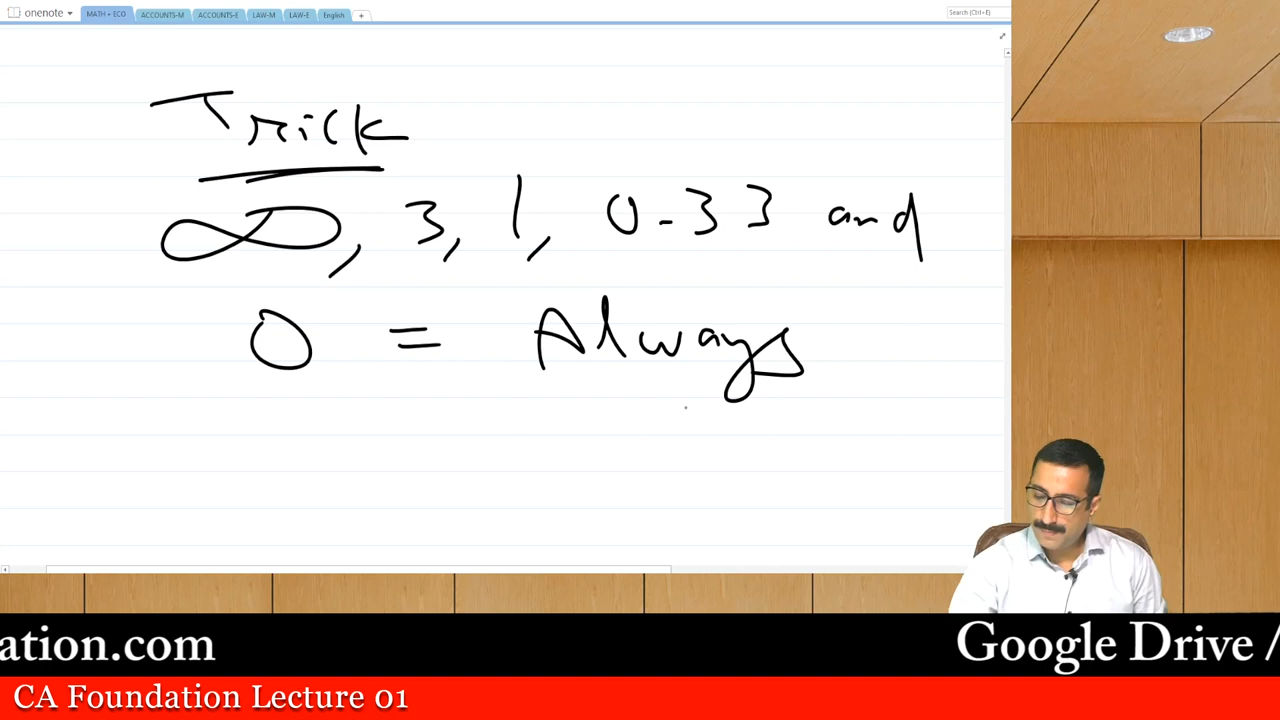 onenote
MATH + ECO
ACCOUNTS-M
ACCOUNTS-E
LAW-M
LAW-E
English
+
Search (Ctrl+E)
Trick
∞, 3, 1, 0.33 and
0 = Always
ation.com
Google Drive /
CA Foundation Lecture 01